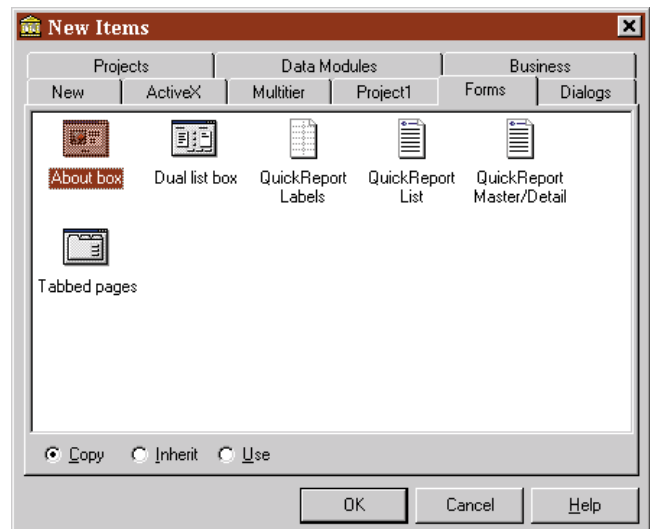 New Items
Projects Data Modules Business
New ActiveX Multitier Project1 Forms Dialogs
About box Dual list box QuickReport Labels QuickReport List QuickReport Master/Detail
Tabbed pages
Copy Inherit Use
OK Cancel Help